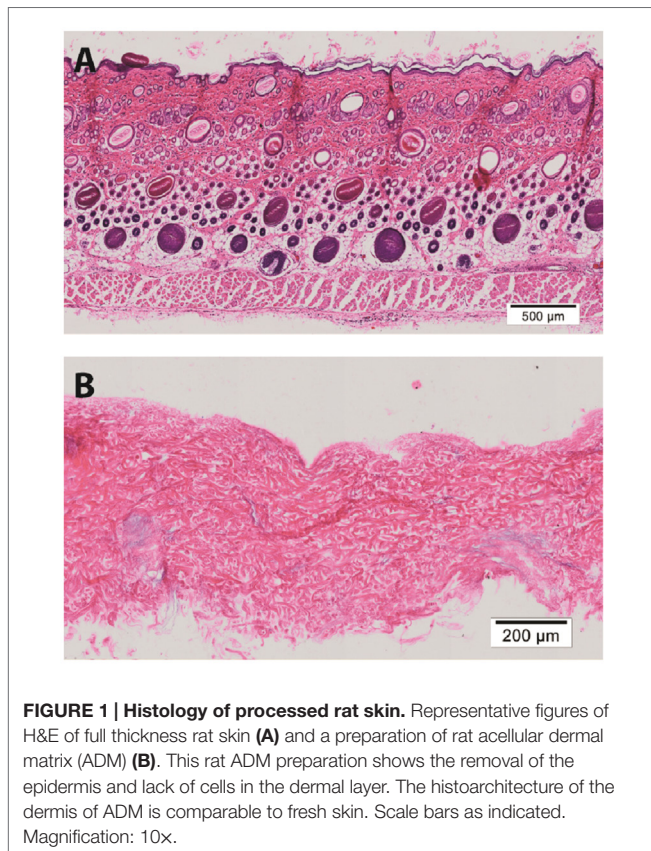 A
500 µm
B
200 µm
FIGURE 1 | Histology of processed rat skin. Representative figures of
H&E of full thickness rat skin (A) and a preparation of rat acellular dermal
matrix (ADM) (B). This rat ADM preparation shows the removal of the
epidermis and lack of cells in the dermal layer. The histoarchitecture of the
dermis of ADM is comparable to fresh skin. Scale bars as indicated.
Magnification: 10×.